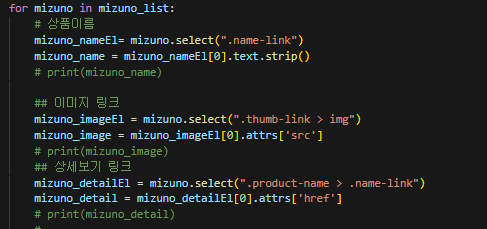 for mizuno in mizuno_list:
# 상품이름
mizuno_nameEl= mizuno.select(".name-link")
mizuno_name = mizuno_nameEl[0].text.strip()
# print(mizuno_name)
## 이미지 링크
mizuno_imageEl = mizuno.select(".thumb-link > img")
mizuno_image = mizuno_imageEl[0].attrs['src']
# print(mizuno_image)
## 상세보기 링크
mizuno_detailEl = mizuno.select(".product-name > .name-link")
mizuno_detail = mizuno_detailEl[0].attrs['href']
# print(mizuno_detail)
#